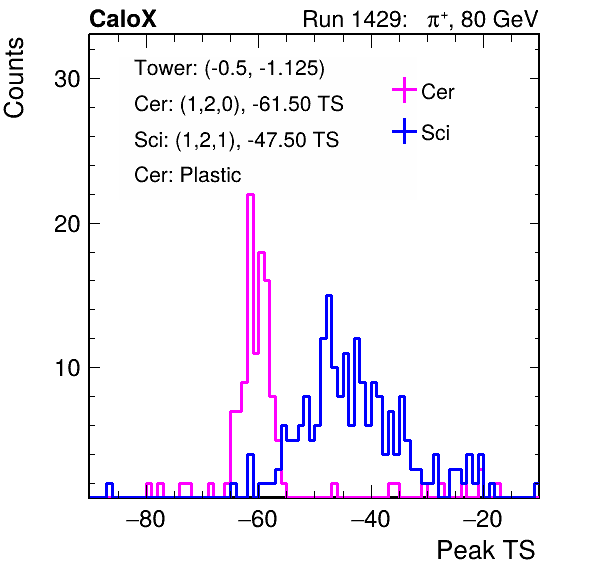 CaloX Run 1429: π⁺, 80 GeV
Counts
30
20
10
Tower: (-0.5, -1.125)
Cer: (1,2,0), -61.50 TS
Sci: (1,2,1), -47.50 TS
Cer: Plastic
Cer
Sci
−80 −60 −40 −20
Peak TS